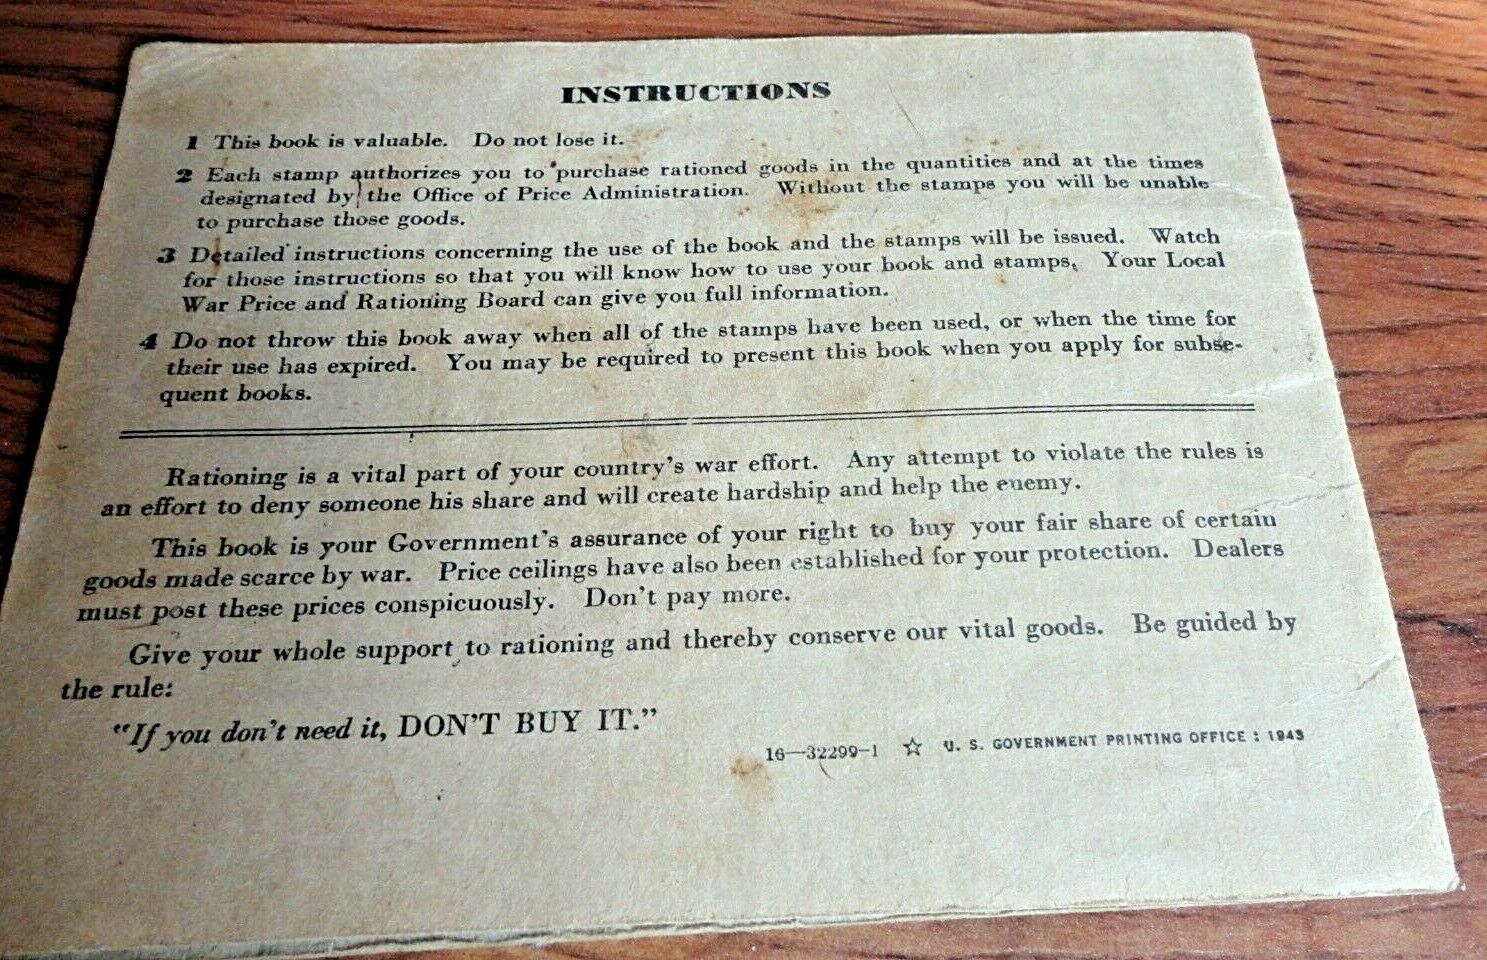 INSTRUCTIONS
1 This book is valuable. Do not lose it.
2 Each stamp authorizes you to purchase rationed goods in the quantities and at the times
designated by the Office of Price Administration. Without the stamps you will be unable
to purchase those goods.
3 Detailed instructions concerning the use of the book and the stamps will be issued. Watch
for those instructions so that you will know how to use your book and stamps. Your Local
War Price and Rationing Board can give you full information.
4 Do not throw this book away when all of the stamps have been used, or when the time for
their use has expired. You may be required to present this book when you apply for subse-
quent books.
Rationing is a vital part of your country's war effort. Any attempt to violate the rules is
an effort to deny someone his share and will create hardship and help the enemy.
This book is your Government's assurance of your right to buy your fair share of certain
goods made scarce by war. Price ceilings have also been established for your protection. Dealers
must post these prices conspicuously. Don't pay more.
Give your whole support to rationing and thereby conserve our vital goods. Be guided by
the rule:
"If you don't need it, DON'T BUY IT."
16—32299-1 ☆ U. S. GOVERNMENT PRINTING OFFICE : 1943